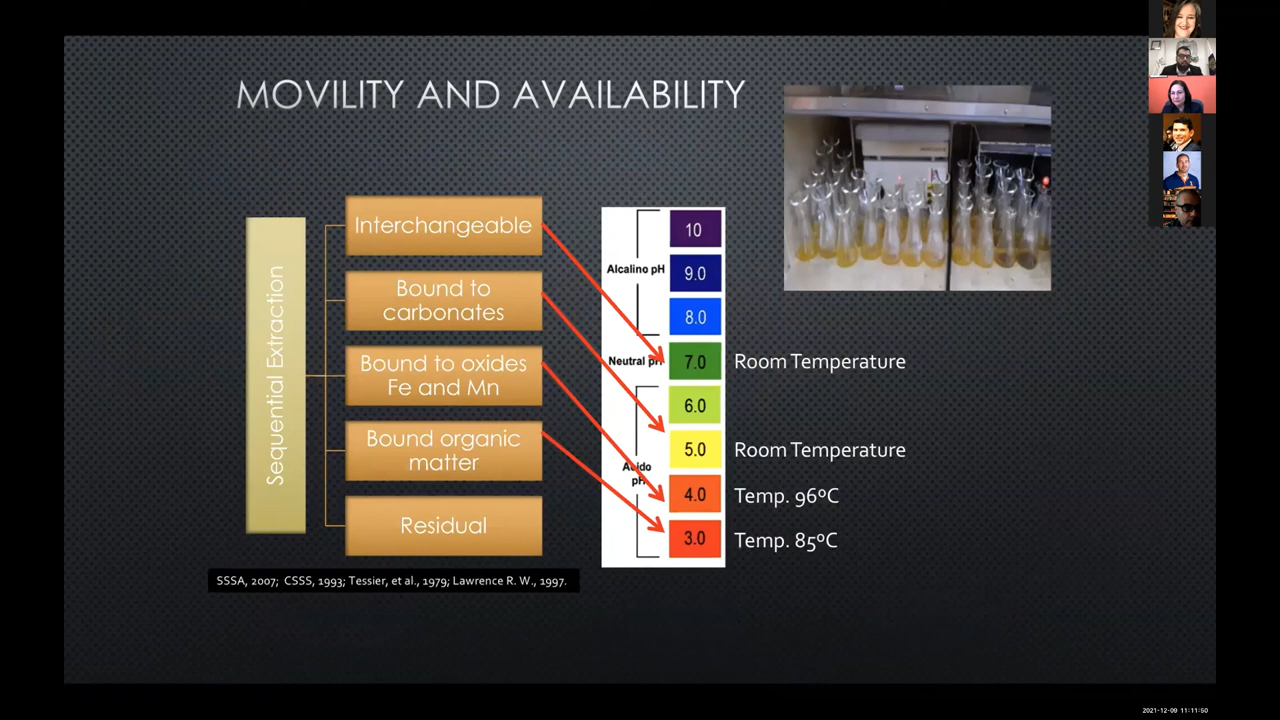 MOVILITY AND AVAILABILITY
Sequential Extraction
Interchangeable
Bound to
carbonates
Bound to oxides
Fe and Mn
Bound organic
matter
Residual
10
Alcalino pH
9.0
8.0
Neutral pH
7.0
Room Temperature
6.0
5.0
Room Temperature
Acido
pH
4.0
Temp. 96ºC
3.0
Temp. 85ºC
SSSA, 2007; CSSS, 1993; Tessier, et al., 1979; Lawrence R. W., 1997.
2021-12-09 11:11:50